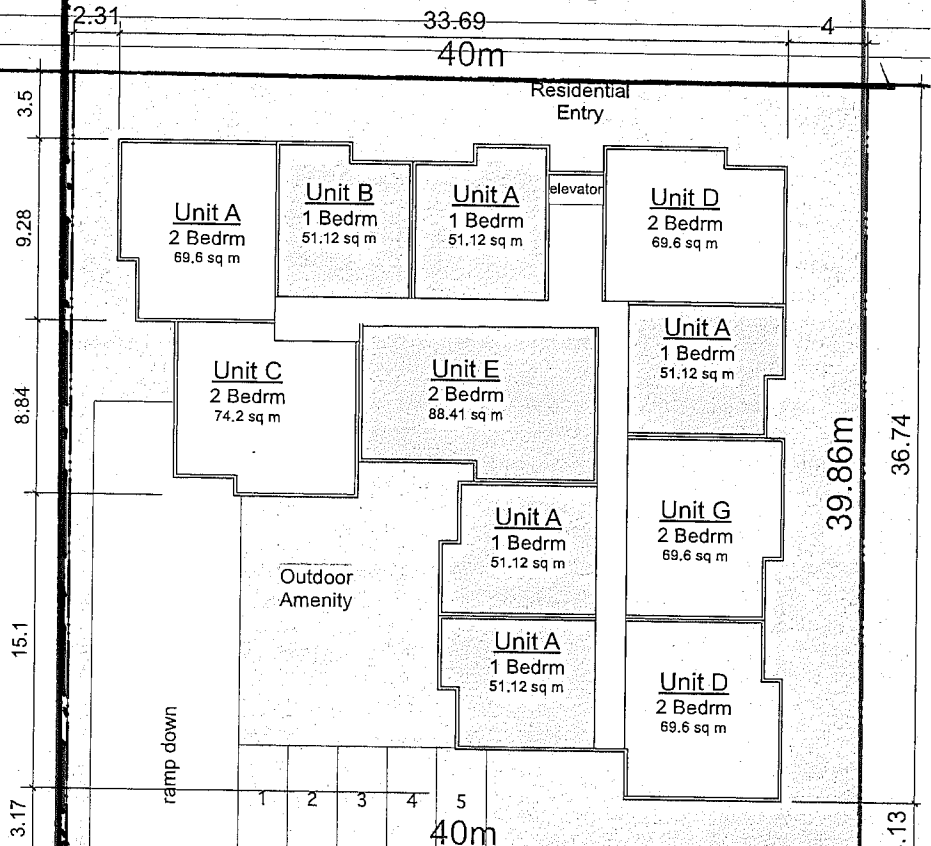 2.31
33.69
4
40m
Residential
Entry
3.5
9.28
8.84
15.1
3.17
Unit A
2 Bedrm
69.6 sq m
Unit B
1 Bedrm
51.12 sq m
Unit A
1 Bedrm
51.12 sq m
elevator
Unit D
2 Bedrm
69.6 sq m
Unit A
1 Bedrm
51.12 sq m
Unit C
2 Bedrm
74.2 sq m
Unit E
2 Bedrm
88.41 sq m
39.86m
36.74
Unit A
1 Bedrm
51.12 sq m
Unit G
2 Bedrm
69.6 sq m
Outdoor
Amenity
Unit A
1 Bedrm
51.12 sq m
Unit D
2 Bedrm
69.6 sq m
ramp down
1 2 3 4 5
40m
.13